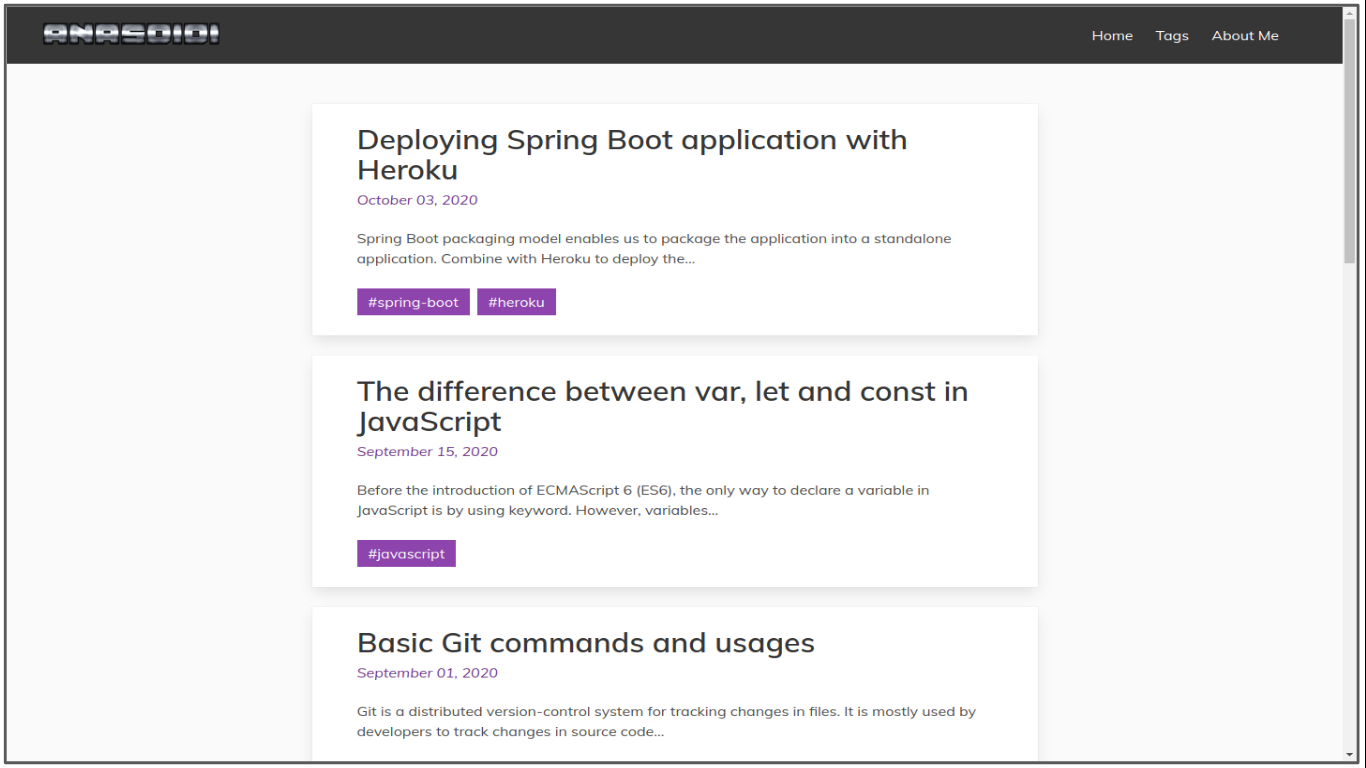 ANASDIDI
Home Tags About Me
Deploying Spring Boot application with
Heroku
October 03, 2020
Spring Boot packaging model enables us to package the application into a standalone
application. Combine with Heroku to deploy the...
#spring-boot #heroku
The difference between var, let and const in
JavaScript
September 15, 2020
Before the introduction of ECMAScript 6 (ES6), the only way to declare a variable in
JavaScript is by using keyword. However, variables...
#javascript
Basic Git commands and usages
September 01, 2020
Git is a distributed version-control system for tracking changes in files. It is mostly used by
developers to track changes in source code...